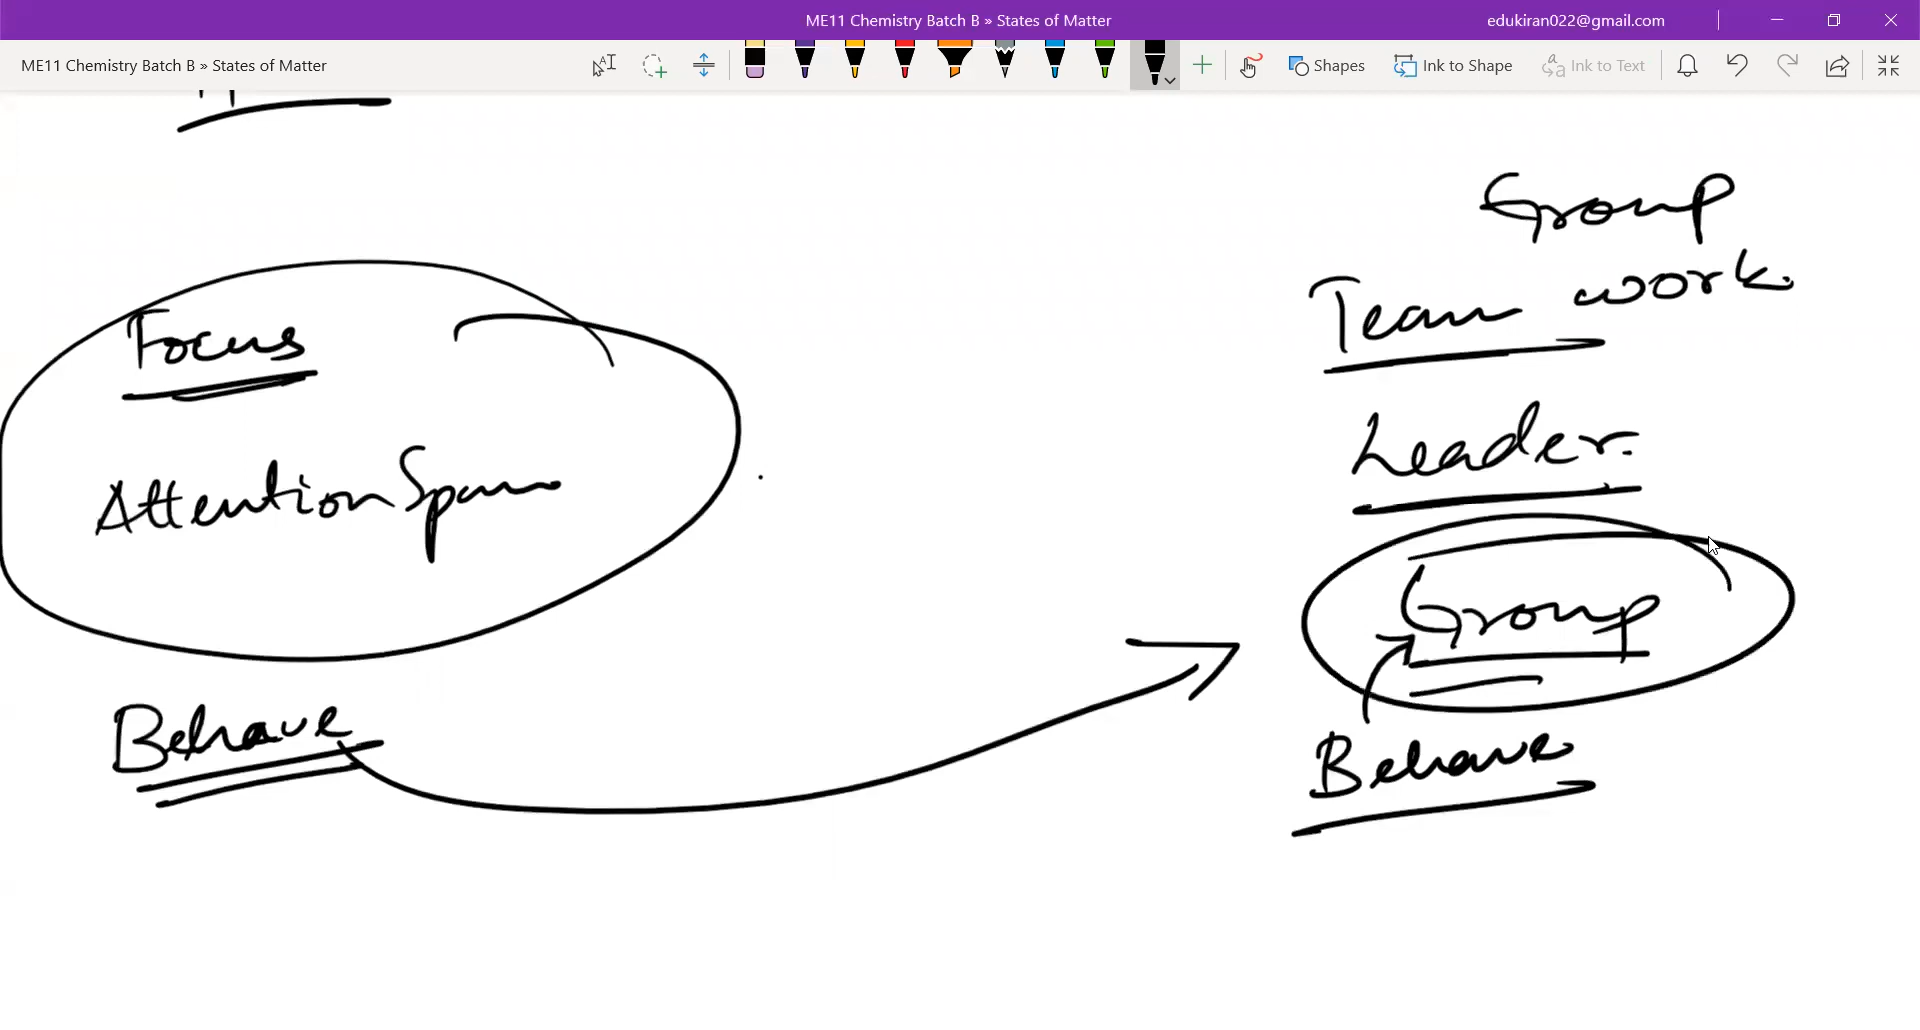 ME11 Chemistry Batch B » States of Matter
edukiran022@gmail.com
ME11 Chemistry Batch B » States of Matter
Shapes
Ink to Shape
Ink to Text
Group
Team work.
Focus
Leader.
Attention Span
Group
Behave
Behave